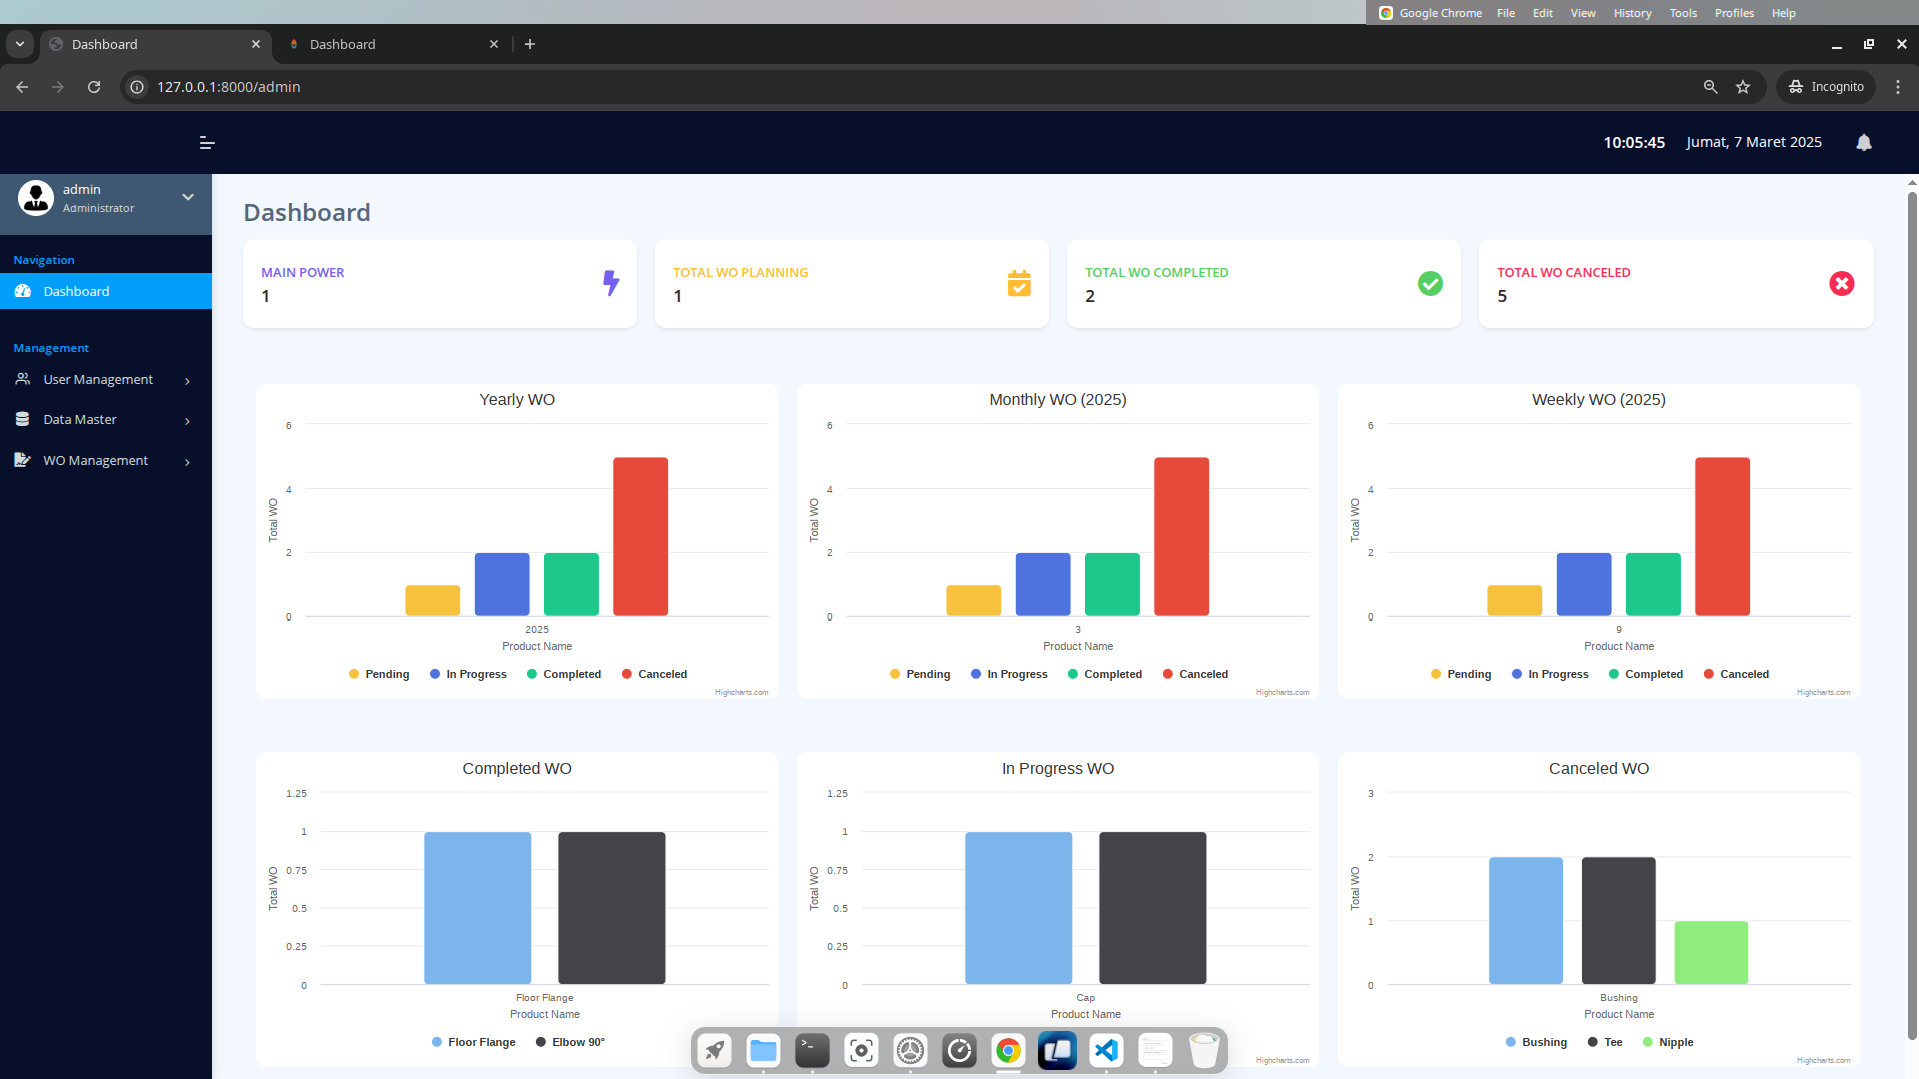 Google Chrome File Edit View History Tools Profiles Help
Dashboard Dashboard
127.0.0.1:8000/admin Incognito
10:05:45 Jumat, 7 Maret 2025
admin
Administrator
Navigation
Dashboard
Management
User Management
Data Master
WO Management
Dashboard
MAIN POWER
1
TOTAL WO PLANNING
1
TOTAL WO COMPLETED
2
TOTAL WO CANCELED
5
Yearly WO
6
4
2
0
Total WO
2025
Product Name
Pending In Progress Completed Canceled
Highcharts.com
Monthly WO (2025)
6
4
2
0
Total WO
3
Product Name
Pending In Progress Completed Canceled
Highcharts.com
Weekly WO (2025)
6
4
2
0
Total WO
9
Product Name
Pending In Progress Completed Canceled
Highcharts.com
Completed WO
1.25
1
0.75
0.5
0.25
0
Total WO
Floor Flange
Product Name
Floor Flange Elbow 90°
In Progress WO
1.25
1
0.75
0.5
0.25
0
Total WO
Cap
Product Name
Highcharts.com
Canceled WO
3
2
1
0
Total WO
Bushing
Product Name
Bushing Tee Nipple
Highcharts.com